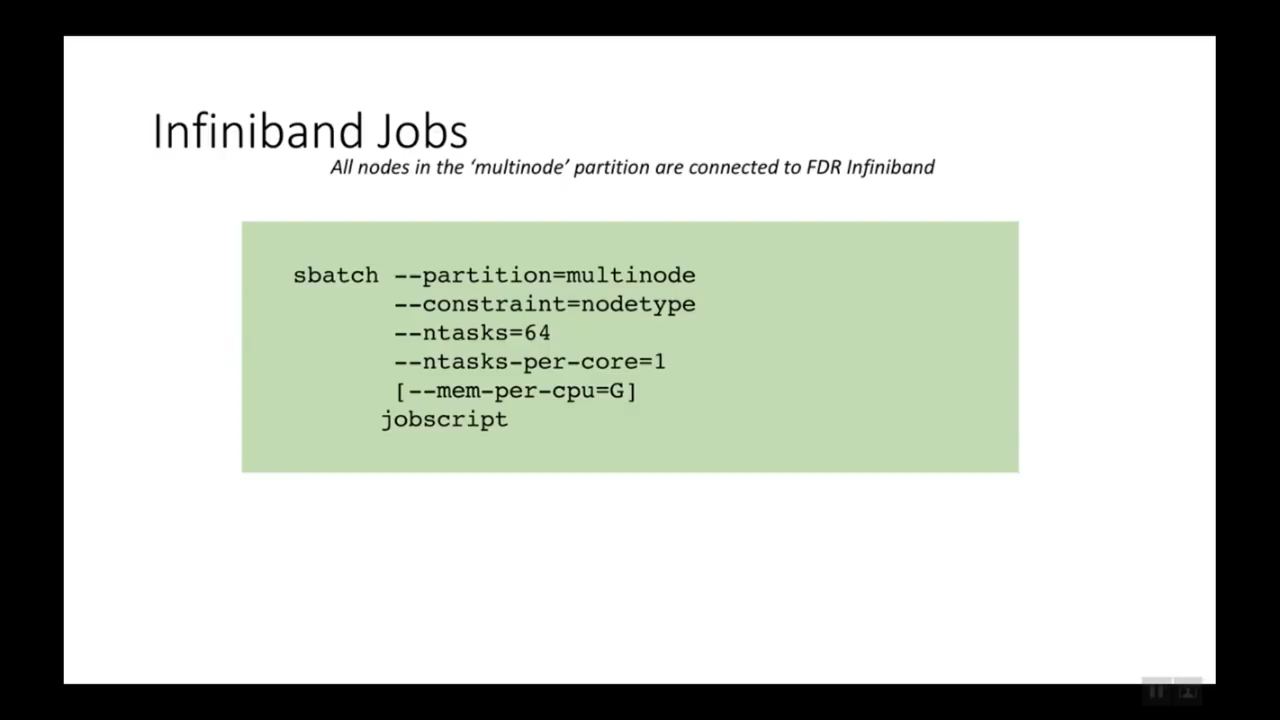 Infiniband Jobs
All nodes in the ‘multinode’ partition are connected to FDR Infiniband
sbatch --partition=multinode
--constraint=nodetype
--ntasks=64
--ntasks-per-core=1
[--mem-per-cpu=G]
jobscript